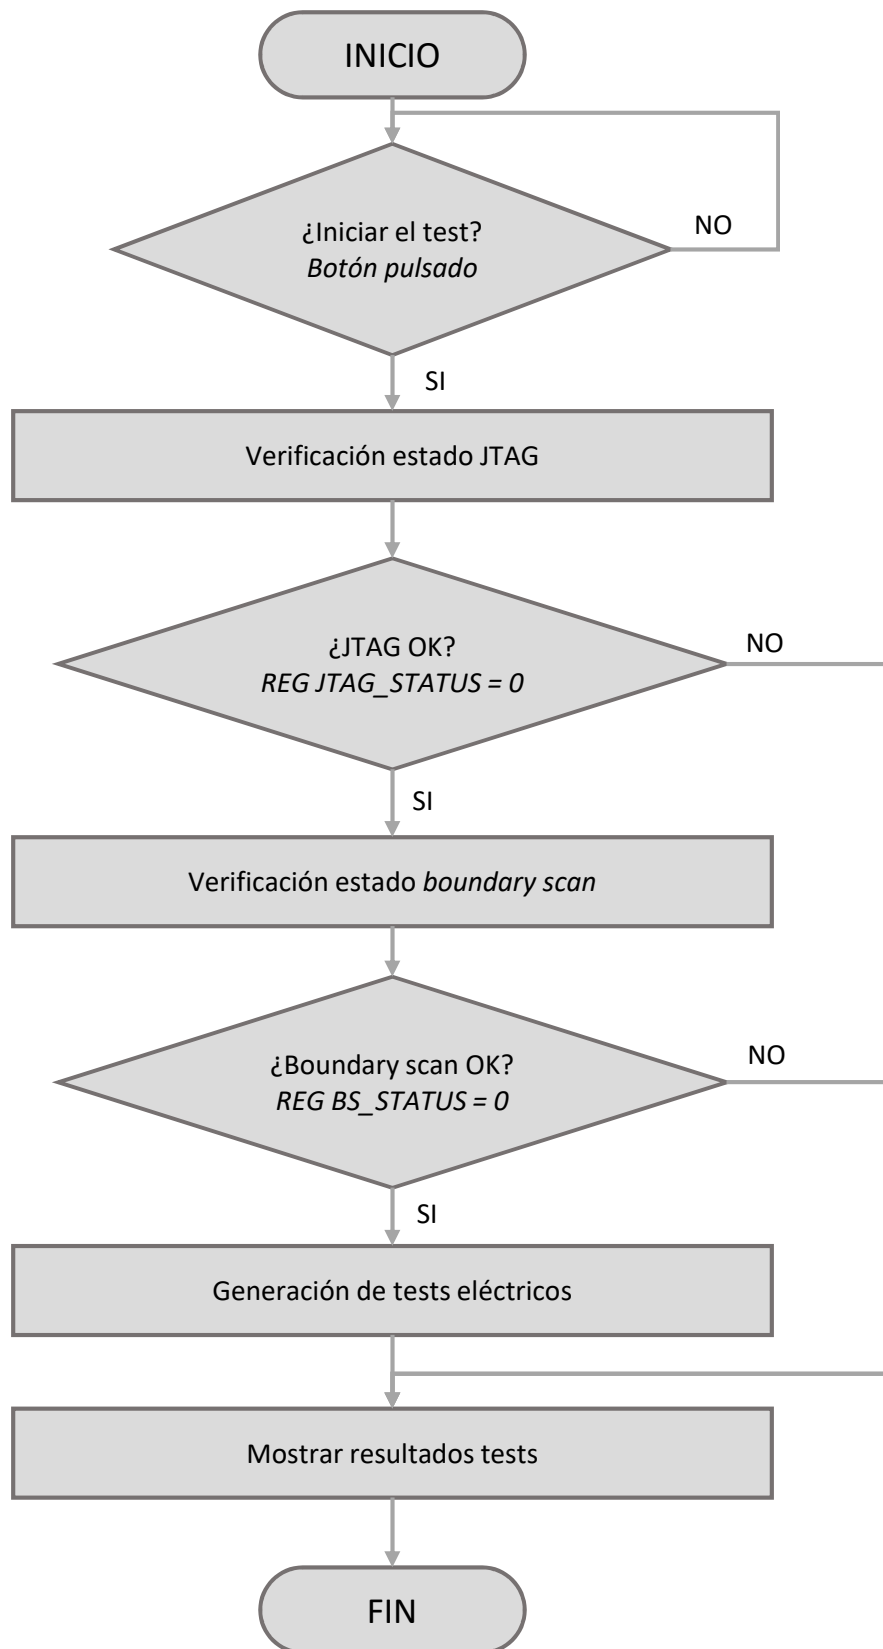 INICIO
¿Iniciar el test?
Botón pulsado
NO
SI
Verificación estado JTAG
¿JTAG OK?
REG JTAG_STATUS = 0
NO
SI
Verificación estado boundary scan
¿Boundary scan OK?
REG BS_STATUS = 0
NO
SI
Generación de tests eléctricos
Mostrar resultados tests
FIN